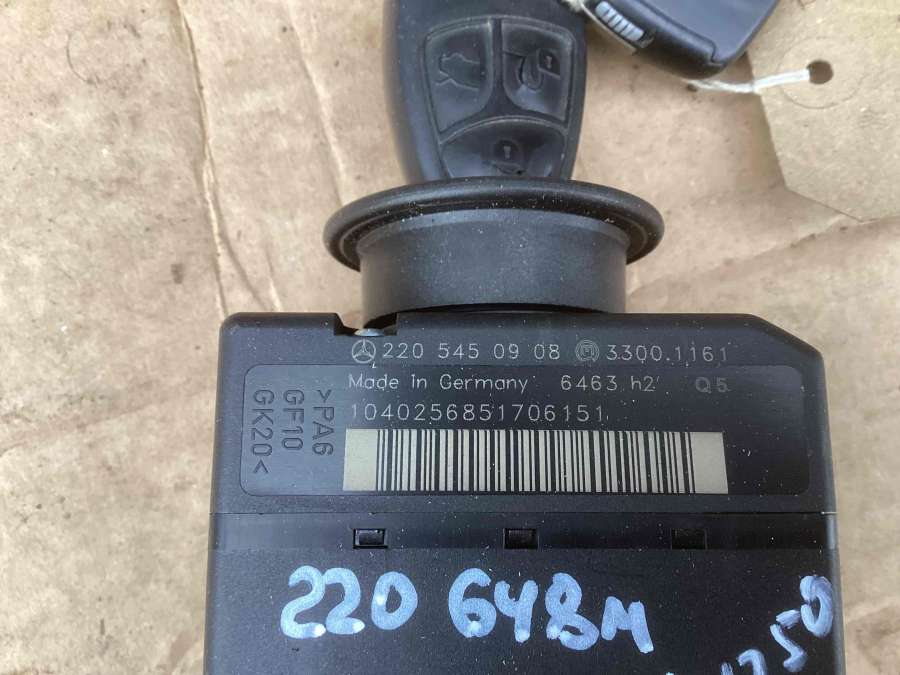 220 545 09 08 3300.1161
Made in Germany 6463 h2 Q5
1040256851706151
>PA6
GF10
GK20<
220 648M